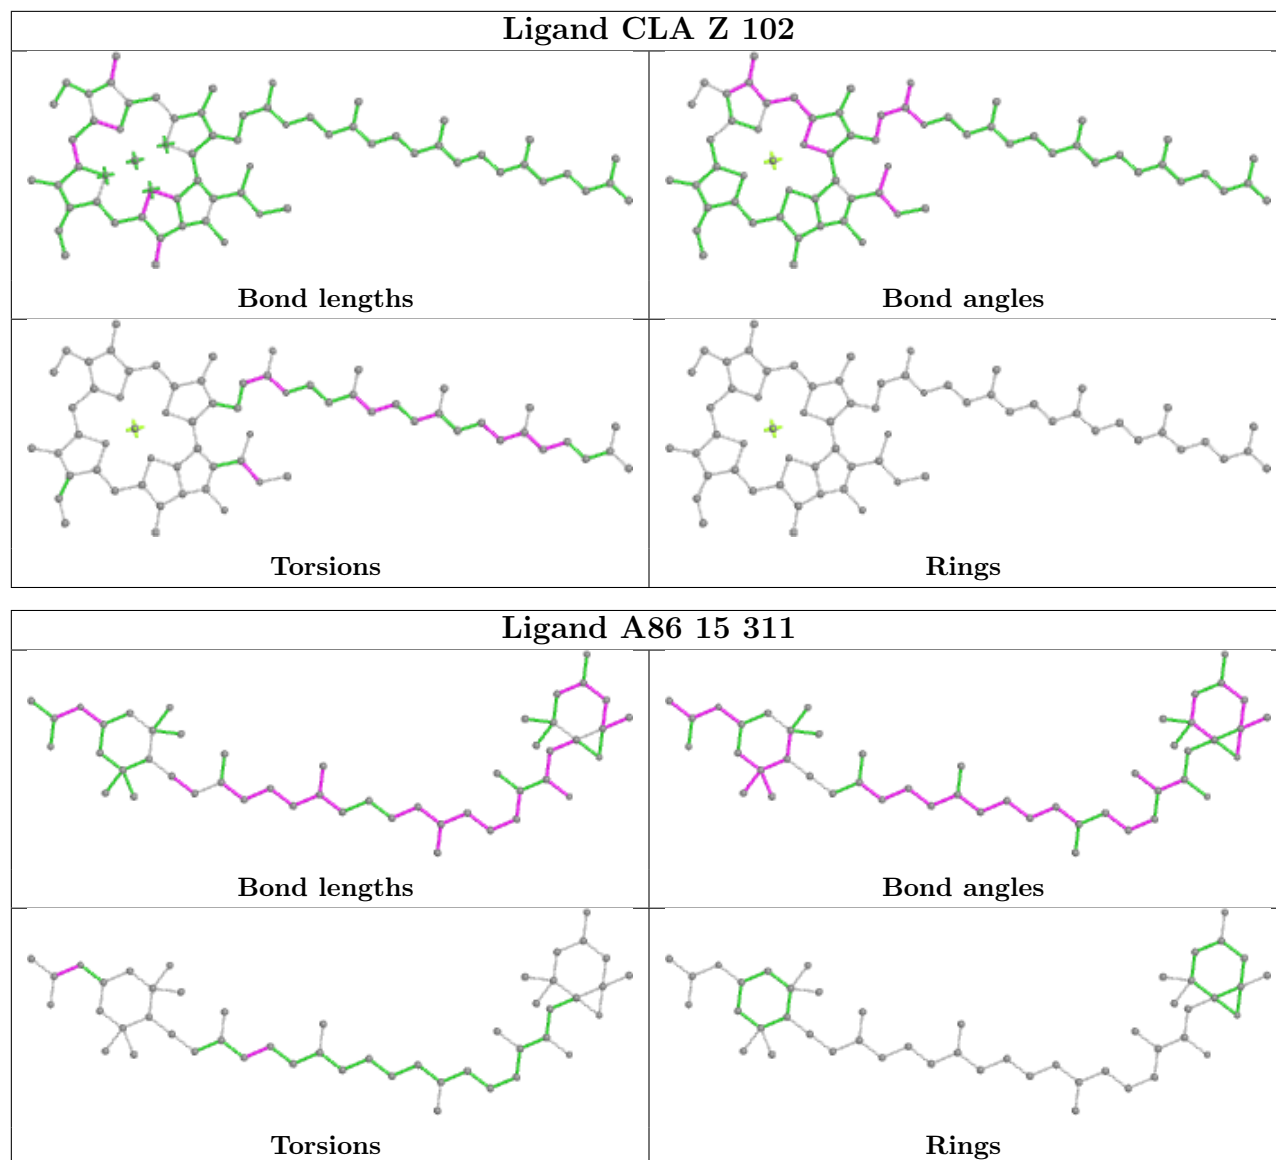 Ligand CLA Z 102
Bond lengths
Bond angles
Torsions
Rings
Ligand A86 15 311
Bond lengths
Bond angles
Torsions
Rings